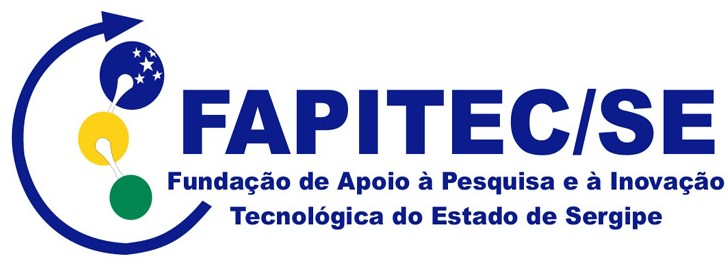 FAPITEC/SE
Fundação de Apoio à Pesquisa e à Inovação
Tecnológica do Estado de Sergipe